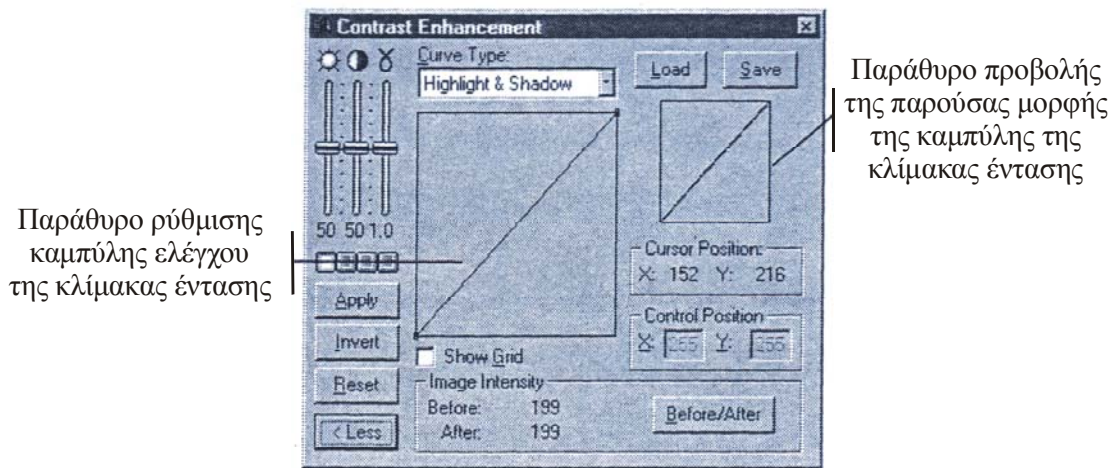 Contrast Enhancement
Curve Type:
Highlight & Shadow
Load
Save
50 50 1.0
Apply
Invert
Reset
< Less
Show Grid
Cursor Position:
X: 152 Y: 216
Control Position
X: 255 Y: 255
Image Intensity
Before: 199
After: 199
Before/After
Παράθυρο ρύθμισης
καμπύλης ελέγχου
της κλίμακας έντασης
Παράθυρο προβολής
της παρούσας μορφής
της καμπύλης της
κλίμακας έντασης